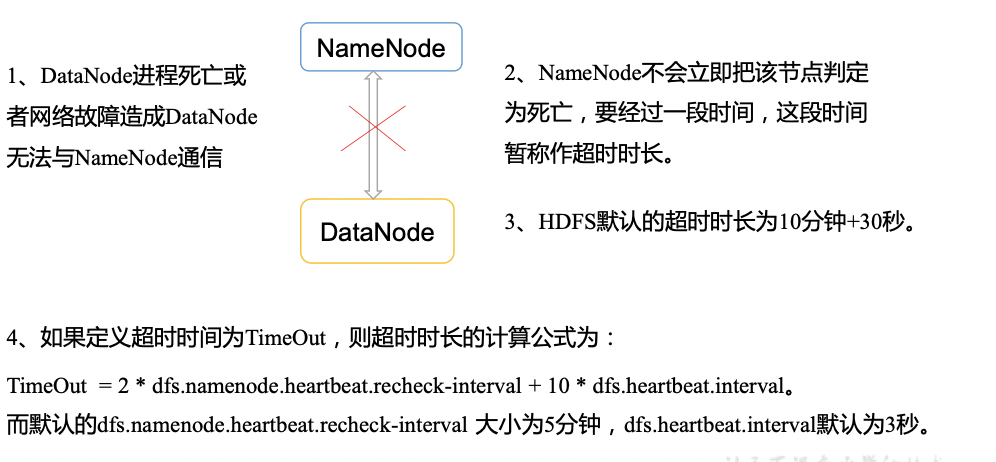 NameNode
1、DataNode进程死亡或
者网络故障造成DataNode
无法与NameNode通信
2、NameNode不会立即把该节点判定
为死亡，要经过一段时间，这段时间
暂称作超时时长。
DataNode
3、HDFS默认的超时时长为10分钟+30秒。
4、如果定义超时时间为TimeOut，则超时时长的计算公式为：
TimeOut = 2 * dfs.namenode.heartbeat.recheck-interval + 10 * dfs.heartbeat.interval。
而默认的dfs.namenode.heartbeat.recheck-interval 大小为5分钟，dfs.heartbeat.interval默认为3秒。